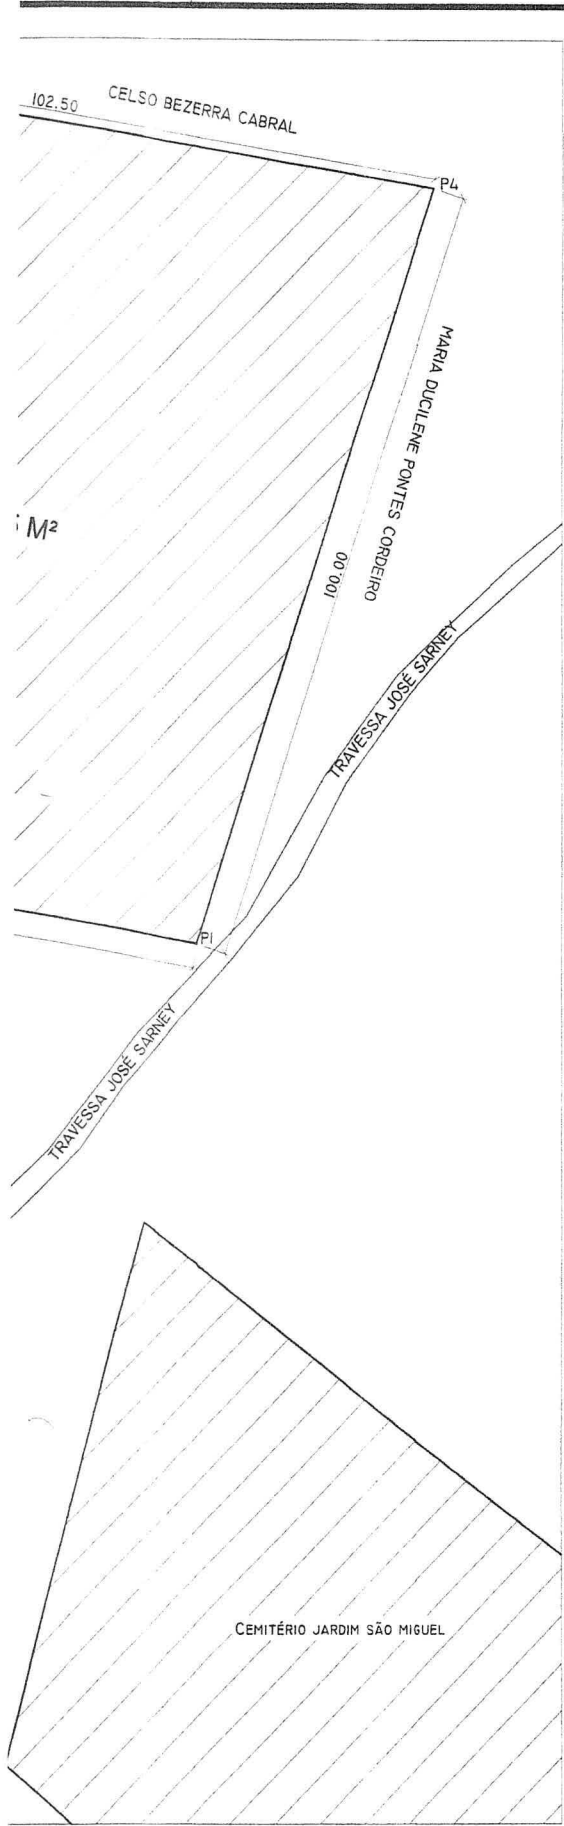 102.50
CELSO BEZERRA CABRAL
P4
MARIA DUCILENE PONTES CORDEIRO
M²
100.00
TRAVESSA JOSÉ SARNEY
P1
TRAVESSA JOSÉ SARNEY
CEMITÉRIO JARDIM SÃO MIGUEL